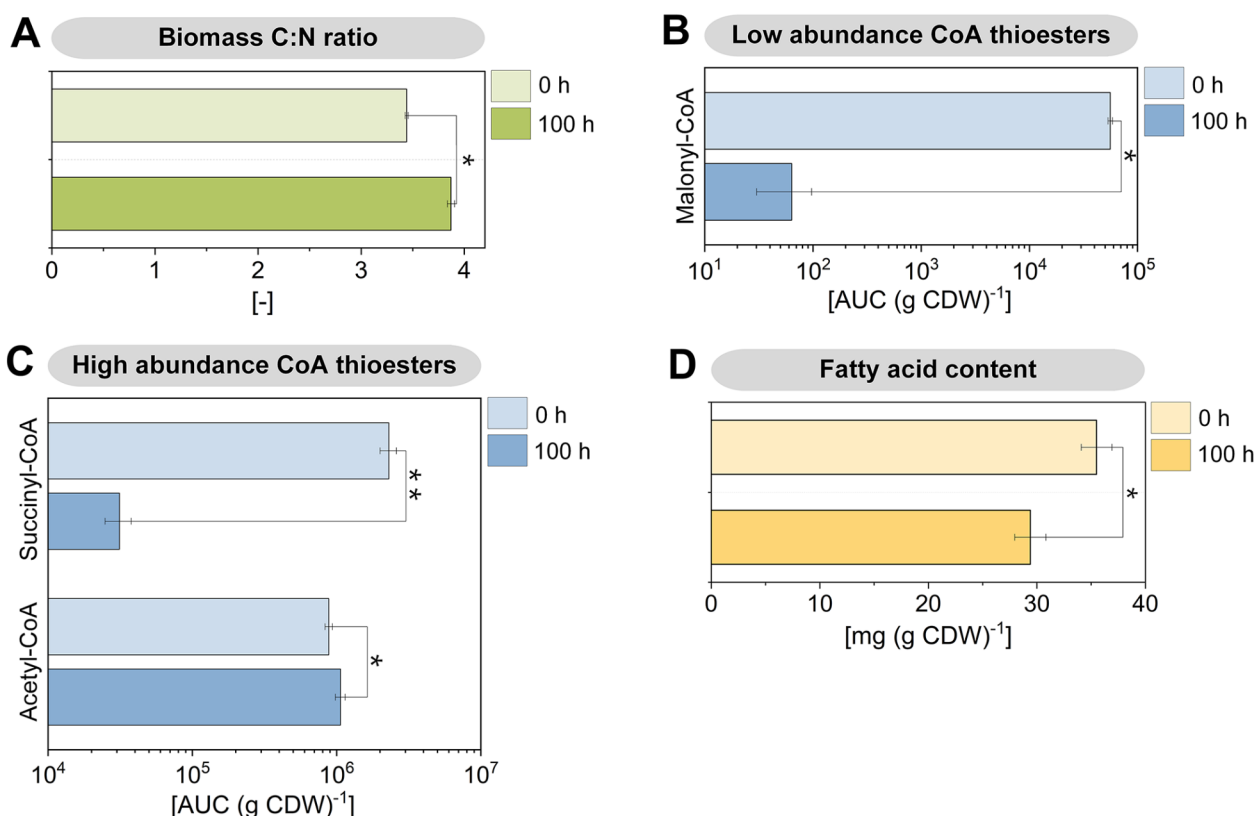 A
Biomass C:N ratio
0 h
100 h
*
0 1 2 3 4
[-]
B
Low abundance CoA thioesters
Malonyl-CoA
0 h
100 h
*
10¹ 10² 10³ 10⁴ 10⁵
[AUC (g CDW)⁻¹]
C
High abundance CoA thioesters
Succinyl-CoA
Acetyl-CoA
0 h
100 h
**
*
10⁴ 10⁵ 10⁶ 10⁷
[AUC (g CDW)⁻¹]
D
Fatty acid content
0 h
100 h
*
0 10 20 30 40
[mg (g CDW)⁻¹]